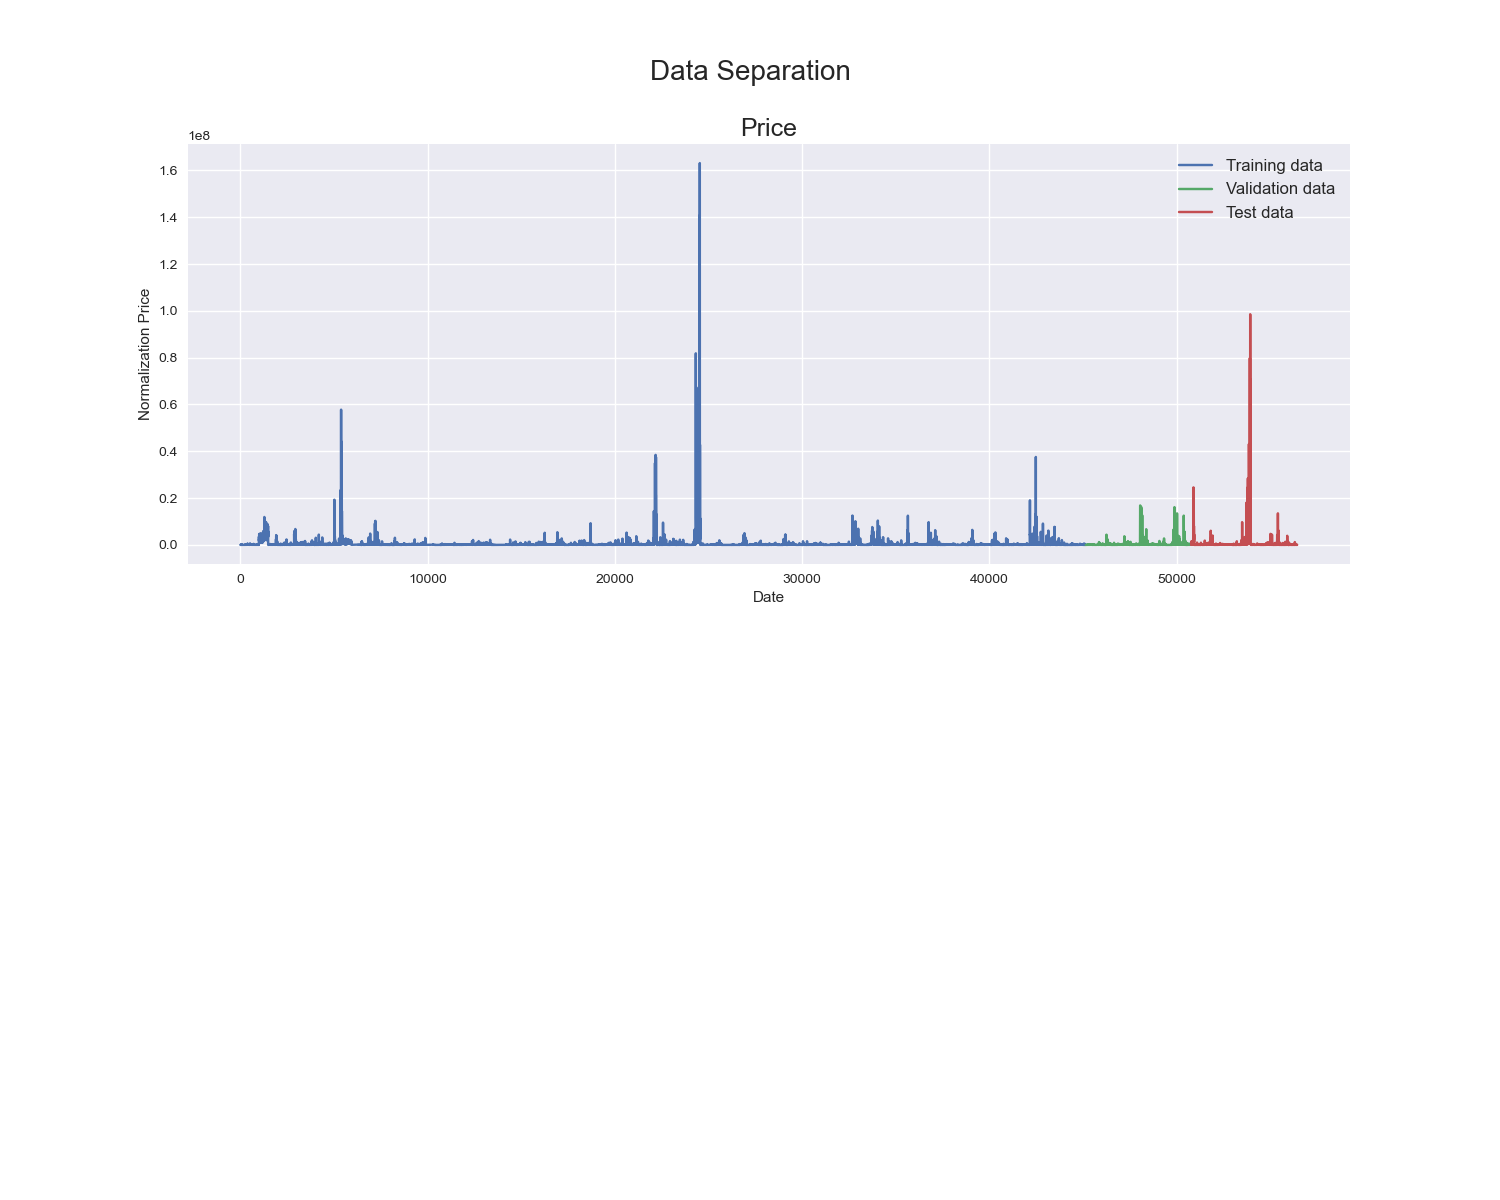 Data Separation
Price
1e8
1.6
1.4
1.2
1.0
0.8
0.6
0.4
0.2
0.0
Normalization Price
Training data
Validation data
Test data
0 10000 20000 30000 40000 50000
Date